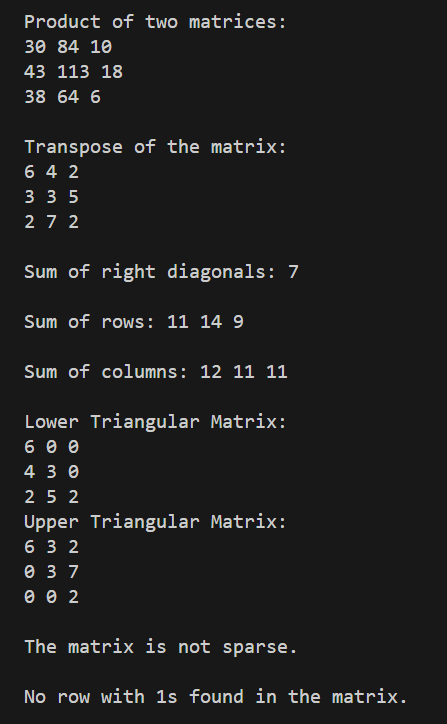 Product of two matrices:
30 84 10
43 113 18
38 64 6
Transpose of the matrix:
6 4 2
3 3 5
2 7 2
Sum of right diagonals: 7
Sum of rows: 11 14 9
Sum of columns: 12 11 11
Lower Triangular Matrix:
6 0 0
4 3 0
2 5 2
Upper Triangular Matrix:
6 3 2
0 3 7
0 0 2
The matrix is not sparse.
No row with 1s found in the matrix.